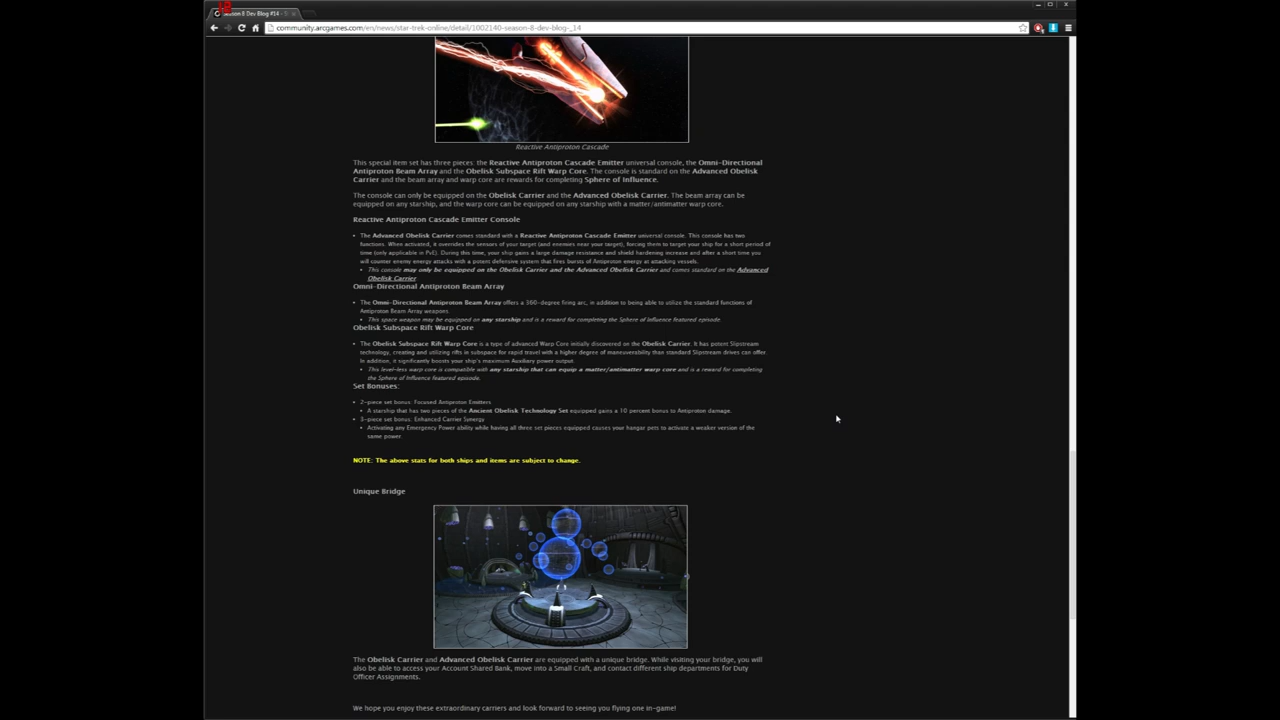 12
Season 8 Dev Blog #14 - S
community.arcgames.com/en/news/star-trek-online/detail/1002140-season-8-dev-blog-_14
Reactive Antiproton Cascade
This special item set has three pieces: the Reactive Antiproton Cascade Emitter universal console, the Omni-Directional
Antiproton Beam Array and the Obelisk Subspace Rift Warp Core. The console is standard on the Advanced Obelisk
Carrier and the beam array and warp core are rewards for completing Sphere of Influence.
The console can only be equipped on the Obelisk Carrier and the Advanced Obelisk Carrier. The beam array can be
equipped on any starship, and the warp core can be equipped on any starship with a matter/antimatter warp core.
Reactive Antiproton Cascade Emitter Console
• The Advanced Obelisk Carrier comes standard with a Reactive Antiproton Cascade Emitter universal console. This console has two
functions. When activated, it overrides the sensors of your target (and enemies near your target), forcing them to target your ship for a short period of
time (only applicable in PvE). During this time, your ship gains a large damage resistance and shield hardening increase and after a short time you
will counter enemy energy attacks with a potent defensive system that fires bursts of Antiproton energy at attacking vessels.
• This console may only be equipped on the Obelisk Carrier and the Advanced Obelisk Carrier and comes standard on the Advanced
Obelisk Carrier.
Omni-Directional Antiproton Beam Array
• The Omni-Directional Antiproton Beam Array offers a 360-degree firing arc, in addition to being able to utilize the standard functions of
Antiproton Beam Array weapons.
• This space weapon may be equipped on any starship and is a reward for completing the Sphere of Influence featured episode.
Obelisk Subspace Rift Warp Core
• The Obelisk Subspace Rift Warp Core is a type of advanced Warp Core initially discovered on the Obelisk Carrier. It has potent Slipstream
technology, creating and utilizing rifts in subspace for rapid travel with a higher degree of maneuverability than standard Slipstream drives can offer.
In addition, it significantly boosts your ship's maximum Auxiliary power output.
• This level-less warp core is compatible with any starship that can equip a matter/antimatter warp core and is a reward for completing
the Sphere of Influence featured episode.
Set Bonuses:
• 2-piece set bonus: Focused Antiproton Emitters
• A starship that has two pieces of the Ancient Obelisk Technology Set equipped gains a 10 percent bonus to Antiproton damage.
• 3-piece set bonus: Enhanced Carrier Synergy
• Activating any Emergency Power ability while having all three set pieces equipped causes your hangar pets to activate a weaker version of the
same power.
NOTE: The above stats for both ships and items are subject to change.
Unique Bridge
The Obelisk Carrier and Advanced Obelisk Carrier are equipped with a unique bridge. While visiting your bridge, you will
also be able to access your Account Shared Bank, move into a Small Craft, and contact different ship departments for Duty
Officer Assignments.
We hope you enjoy these extraordinary carriers and look forward to seeing you flying one in-game!